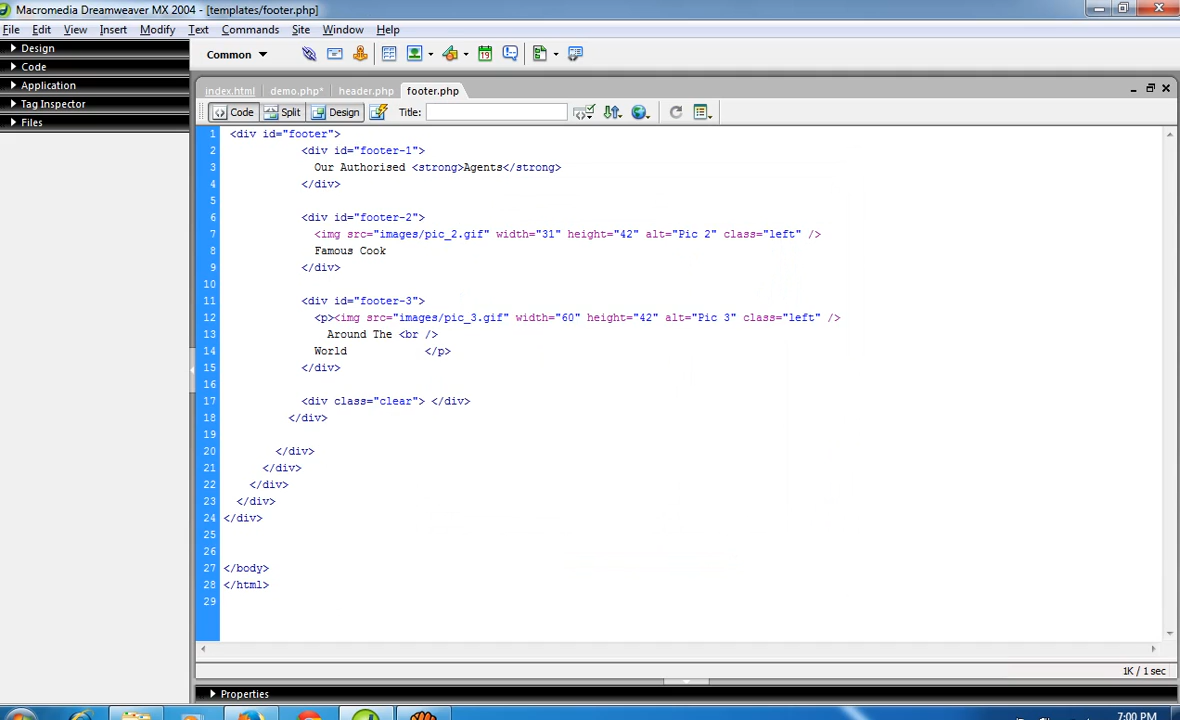 Macromedia Dreamweaver MX 2004 - [templates/footer.php]
File Edit View Insert Modify Text Commands Site Window Help
Design
Code
Application
Tag Inspector
Files
Common
index.html demo.php* header.php footer.php
Code Split Design Title:
1 <div id="footer">
2 <div id="footer-1">
3 Our Authorised <strong>Agents</strong>
4 </div>
5
6 <div id="footer-2">
7 <img src="images/pic_2.gif" width="31" height="42" alt="Pic 2" class="left" />
8 Famous Cook
9 </div>
10
11 <div id="footer-3">
12 <p><img src="images/pic_3.gif" width="60" height="42" alt="Pic 3" class="left" />
13 Around The <br />
14 World </p>
15 </div>
16
17 <div class="clear"> </div>
18 </div>
19
20 </div>
21 </div>
22 </div>
23 </div>
24 </div>
25
26
27 </body>
28 </html>
29
1K / 1 sec
Properties
7:00 PM